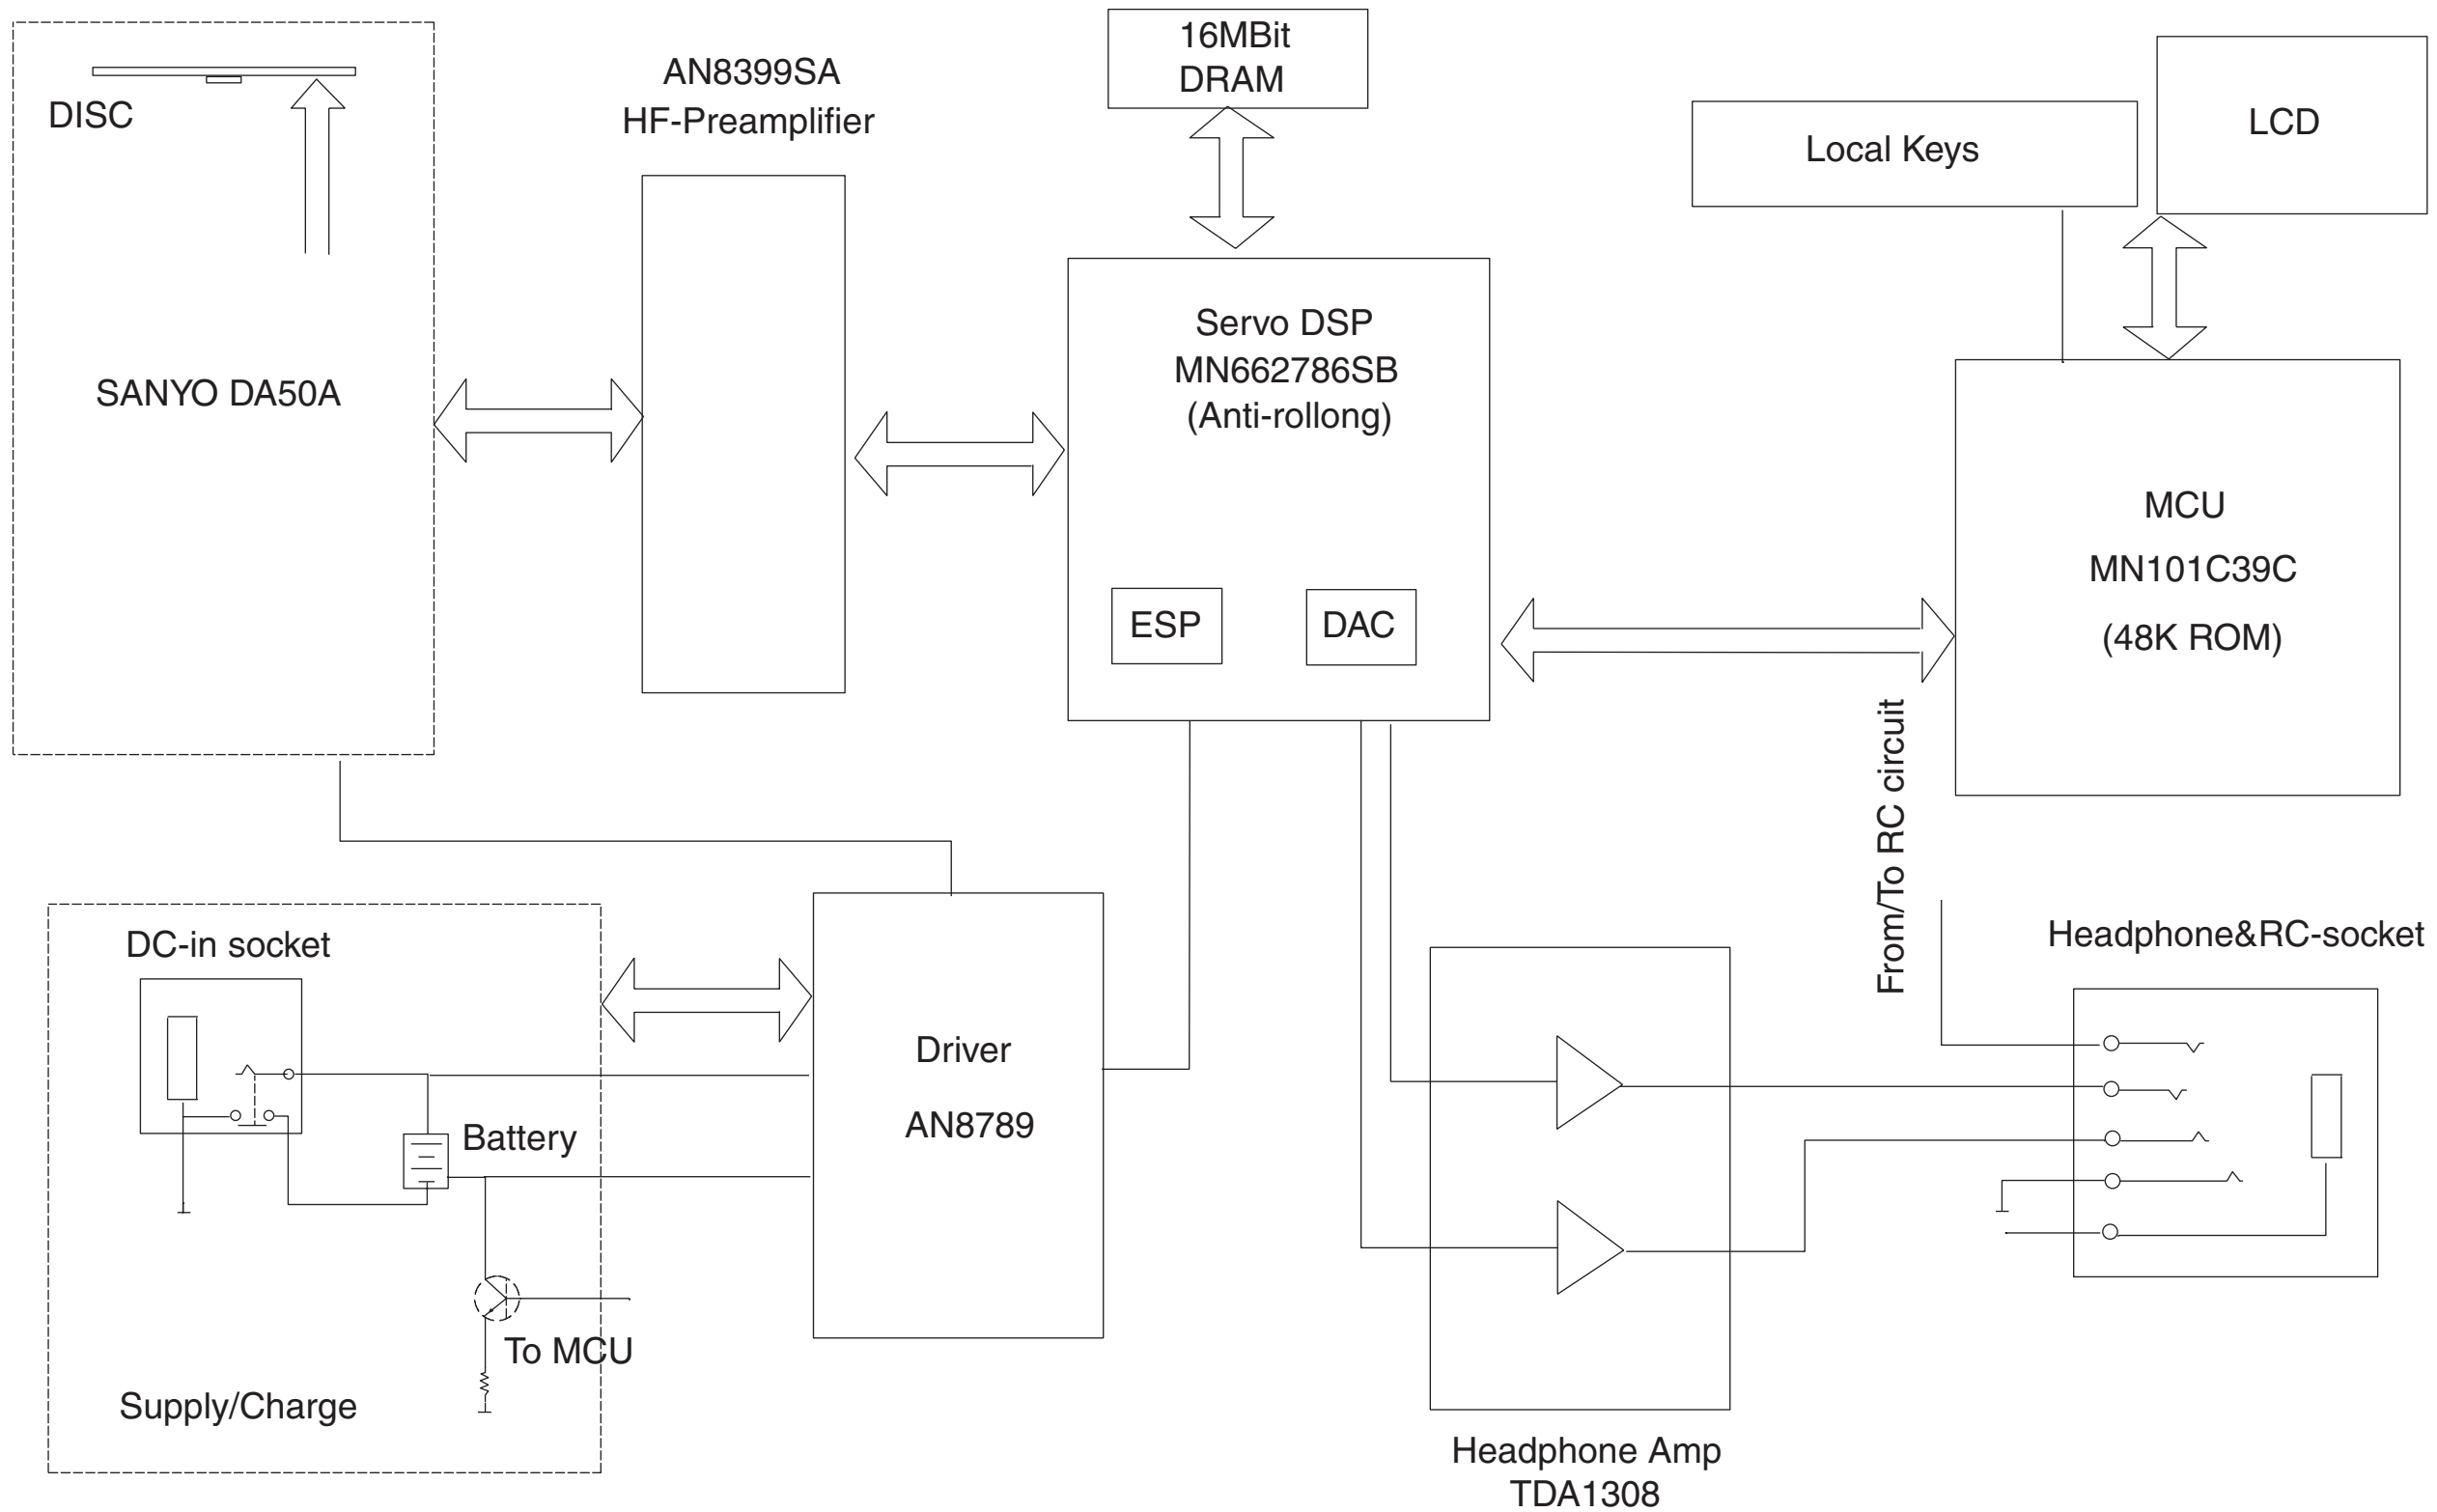 DISC
SANYO DA50A
AN8399SA
HF-Preamplifier
16MBit
DRAM
Servo DSP
MN662786SB
(Anti-rollong)
ESP
DAC
Local Keys
LCD
MCU
MN101C39C
(48K ROM)
From/To RC circuit
DC-in socket
Battery
To MCU
Supply/Charge
Driver
AN8789
Headphone Amp
TDA1308
Headphone&RC-socket